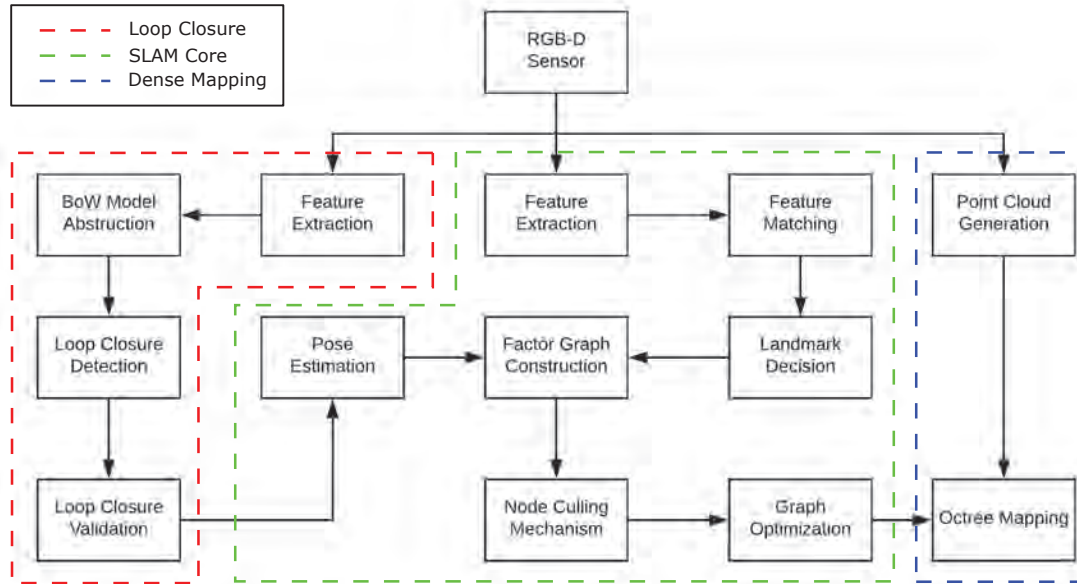 Loop Closure
SLAM Core
Dense Mapping
RGB-D
Sensor
BoW Model
Abstruction
Feature
Extraction
Feature
Extraction
Feature
Matching
Point Cloud
Generation
Loop Closure
Detection
Pose
Estimation
Factor Graph
Construction
Landmark
Decision
Loop Closure
Validation
Node Culling
Mechanism
Graph
Optimization
Octree Mapping